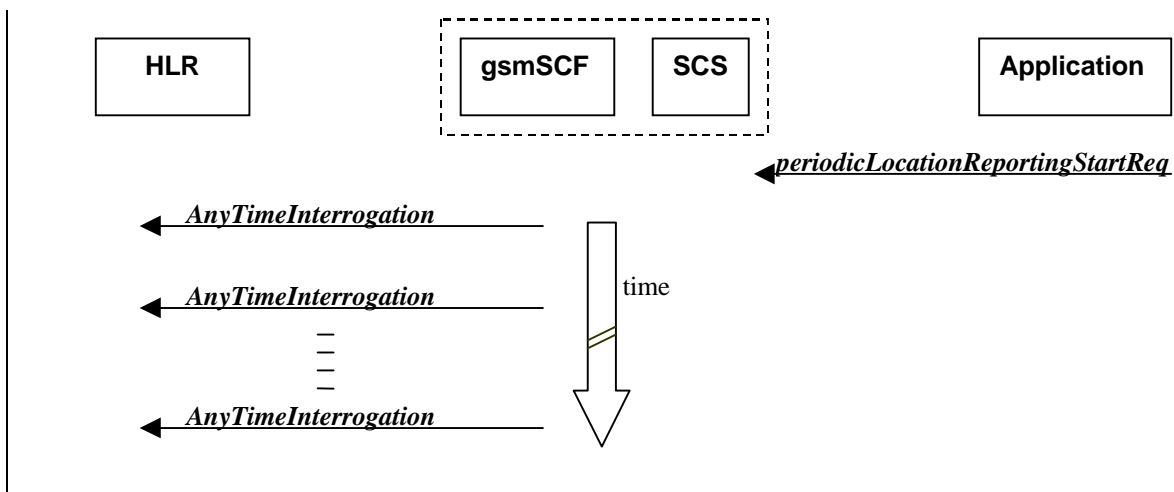 HLR
gsmSCF
SCS
Application
periodicLocationReportingStartReq
AnyTimeInterrogation
AnyTimeInterrogation
time
AnyTimeInterrogation